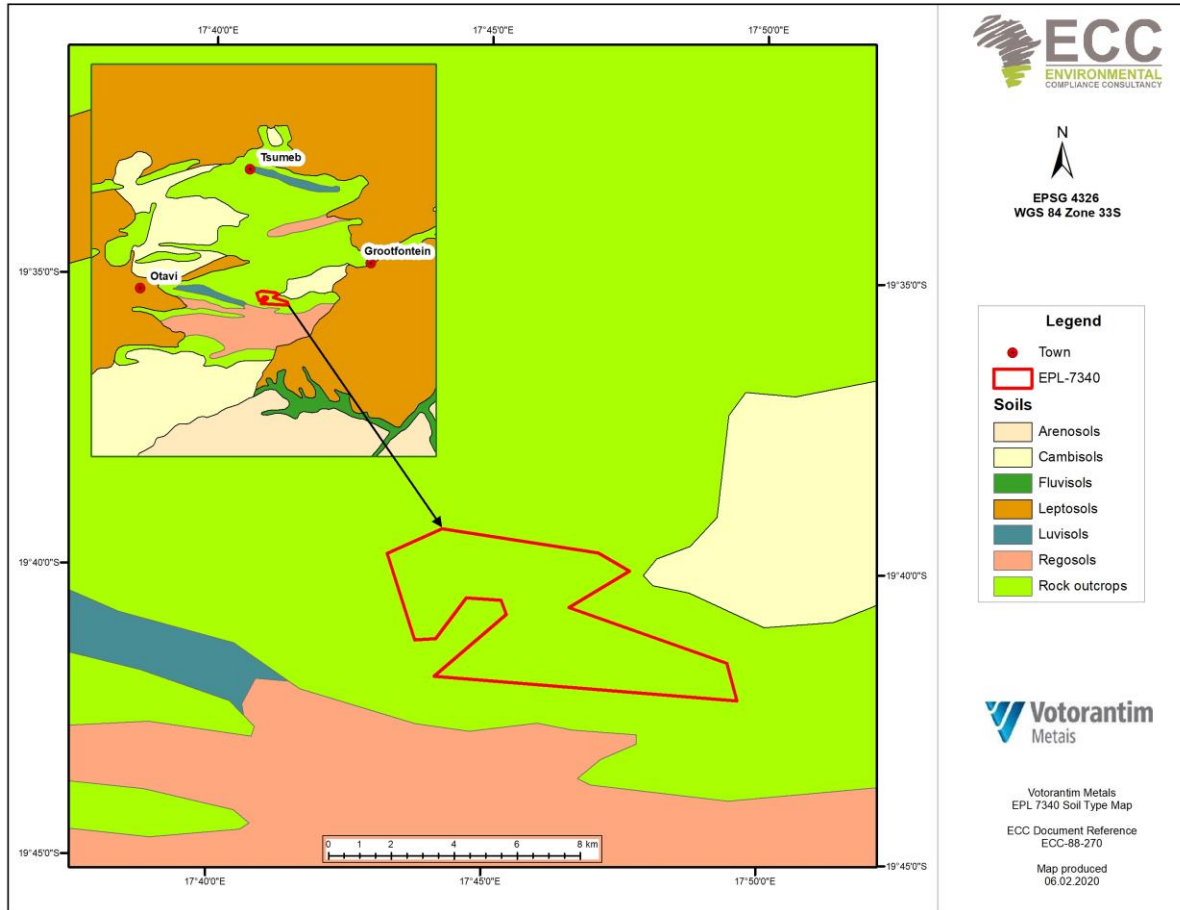 17°40'0"E
17°45'0"E
17°50'0"E
19°35'0"S
19°40'0"S
19°45'0"S
Tsumeb
Grootfontein
Otavi
19°35'0"S
19°40'0"S
19°45'0"S
0 2 4 6 8 km
17°40'0"E
17°45'0"E
17°50'0"E
ECC
ENVIRONMENTAL
COMPLIANCE CONSULTANCY
N
EPSG 4326
WGS 84 Zone 33S
Legend
Town
EPL-7340
Soils
Arenosols
Cambisols
Fluvisols
Leptosols
Luvisols
Regosols
Rock outcrops
Votorantim
Metais
Votorantim Metals
EPL 7340 Soil Type Map
ECC Document Reference
ECC-88-270
Map produced
06.02.2020